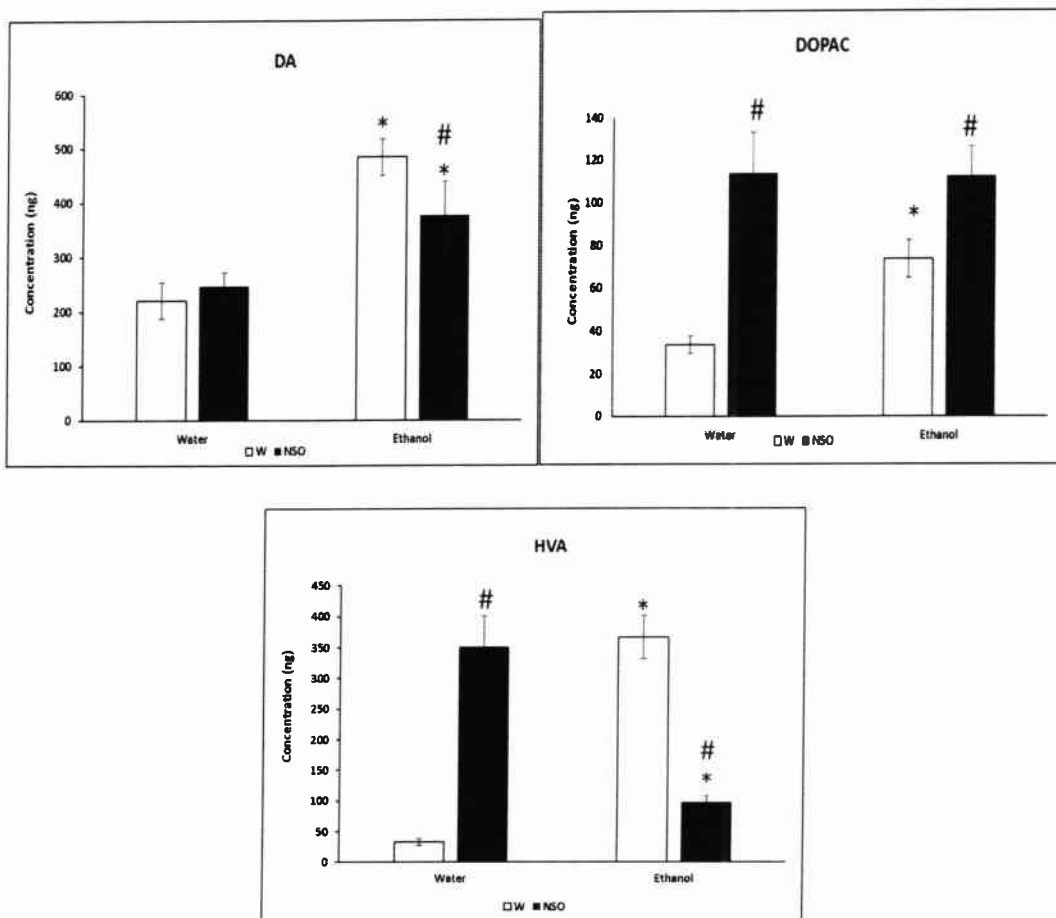 DA
600
500
400
300
200
100
0
Concentration (ng)
*
#
*
Water
Ethanol
W NSO
DOPAC
140
120
100
80
60
40
20
0
Concentration (ng)
#
*
#
Water
Ethanol
W NSO
HVA
450
400
350
300
250
200
150
100
50
0
Concentration (ng)
#
*
#
*
Water
Ethanol
W NSO